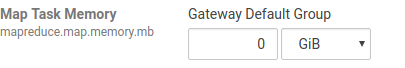 Map Task Memory
mapreduce.map.memory.mb
Gateway Default Group
0
GiB